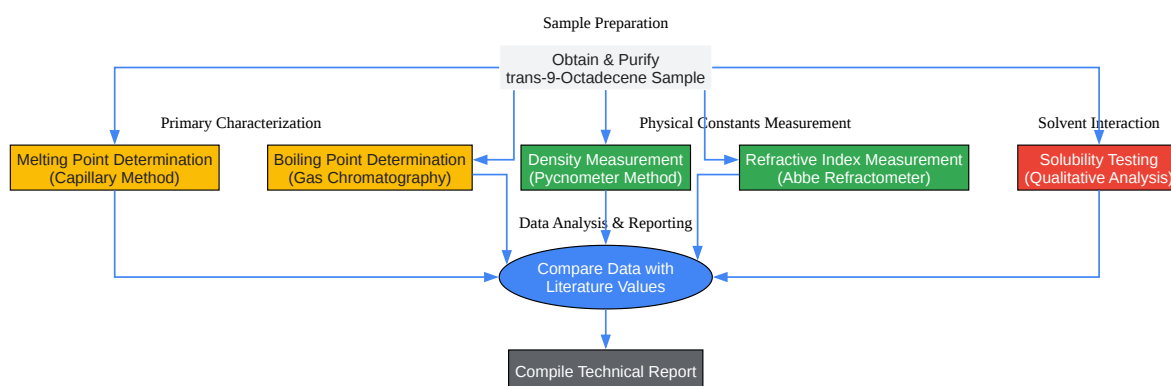 Sample Preparation
Obtain & Purify
trans-9-Octadecene Sample
Primary Characterization
Physical Constants Measurement
Solvent Interaction
Melting Point Determination
(Capillary Method)
Boiling Point Determination
(Gas Chromatography)
Density Measurement
(Pycnometer Method)
Refractive Index Measurement
(Abbe Refractometer)
Solubility Testing
(Qualitative Analysis)
Data Analysis & Reporting
Compare Data with
Literature Values
Compile Technical Report